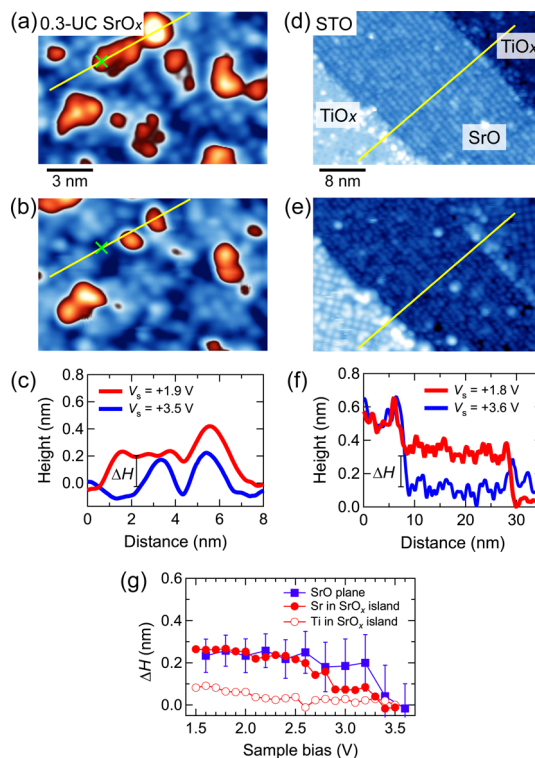 (a) 0.3-UC SrOx
3 nm
(b)
(c)
Vs = +1.9 V
Vs = +3.5 V
Height (nm)
0.8
0.6
0.4
0.2
0.0
ΔH
0 2 4 6 8
Distance (nm)
(d) STO
TiOx
TiOx
SrO
8 nm
(e)
(f)
Vs = +1.8 V
Vs = +3.6 V
Height (nm)
0.8
0.6
0.4
0.2
0.0
ΔH
0 10 20 30
Distance (nm)
(g)
SrO plane
Sr in SrOx island
Ti in SrOx island
ΔH (nm)
0.6
0.4
0.2
0.0
1.5 2.0 2.5 3.0 3.5
Sample bias (V)